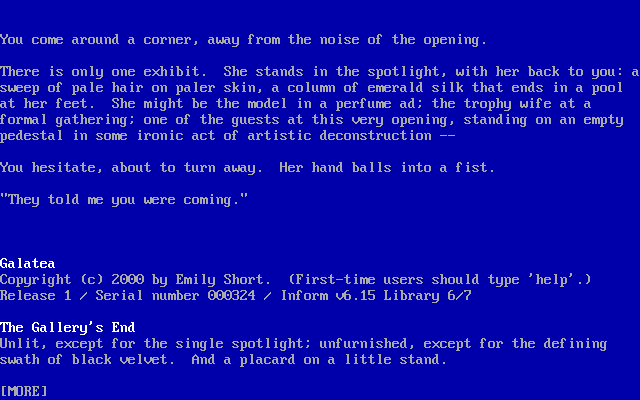 You come around a corner, away from the noise of the opening.
There is only one exhibit.  She stands in the spotlight, with her back to you: a
sweep of pale hair on paler skin, a column of emerald silk that ends in a pool
at her feet.  She might be the model in a perfume ad; the trophy wife at a
formal gathering; one of the guests at this very opening, standing on an empty
pedestal in some ironic act of artistic deconstruction --
You hesitate, about to turn away.  Her hand balls into a fist.
"They told me you were coming."
Galatea
Copyright (c) 2000 by Emily Short.  (First-time users should type 'help'.)
Release 1 / Serial number 000324 / Inform v6.15 Library 6/7
The Gallery's End
Unlit, except for the single spotlight; unfurnished, except for the defining
swath of black velvet.  And a placard on a little stand.
[MORE]